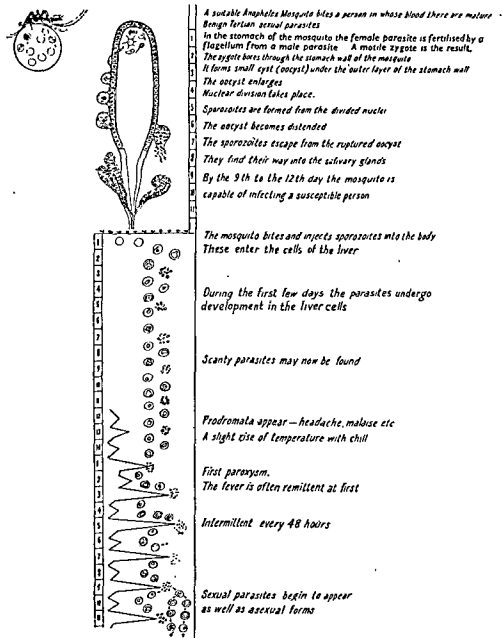 A suitable Anopheles Mosquito bites a person in whose blood there are mature
Benign Tertian sexual parasites
In the stomach of the mosquito the female parasite is fertilised by a
flagellum from a male parasite A motile zygote is the result.
The zygote bores through the stomach wall of the mosquito
It forms small cyst (oocyst) under the outer layer of the stomach wall
The oocyst enlarges
Nuclear division takes place.
Sporozoites are formed from the divided nuclei
The oocyst becomes distended
The sporozoites escape from the ruptured oocyst
They find their way into the salivary glands
By the 9th to the 12th day the mosquito is
capable of infecting a susceptible person
The mosquito bites and injects sporozoites into the body
These enter the cells of the liver
During the first few days the parasites undergo
development in the liver cells
Scanty parasites may now be found
Prodromata appear — headache, malaise etc
A slight rise of temperature with chill
First paroxysm.
The fever is often remittent at first
Intermittent every 48 hours
Sexual parasites begin to appear
as well as asexual forms